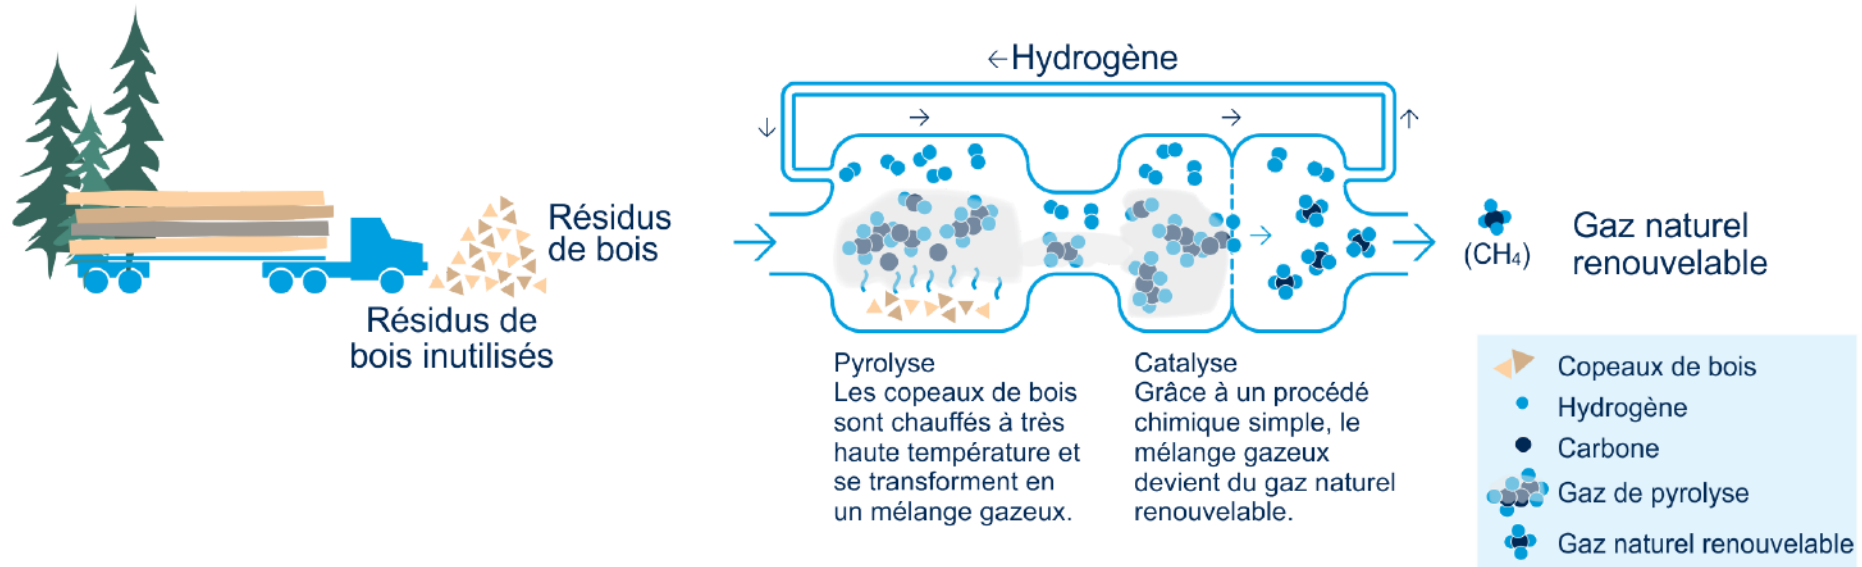 ←Hydrogène
Résidus
de bois
Résidus de
bois inutilisés
(CH₄)
Gaz naturel
renouvelable
Pyrolyse
Les copeaux de bois
sont chauffés à très
haute température et
se transforment en
un mélange gazeux.
Catalyse
Grâce à un procédé
chimique simple, le
mélange gazeux
devient du gaz naturel
renouvelable.
Copeaux de bois
Hydrogène
Carbone
Gaz de pyrolyse
Gaz naturel renouvelable